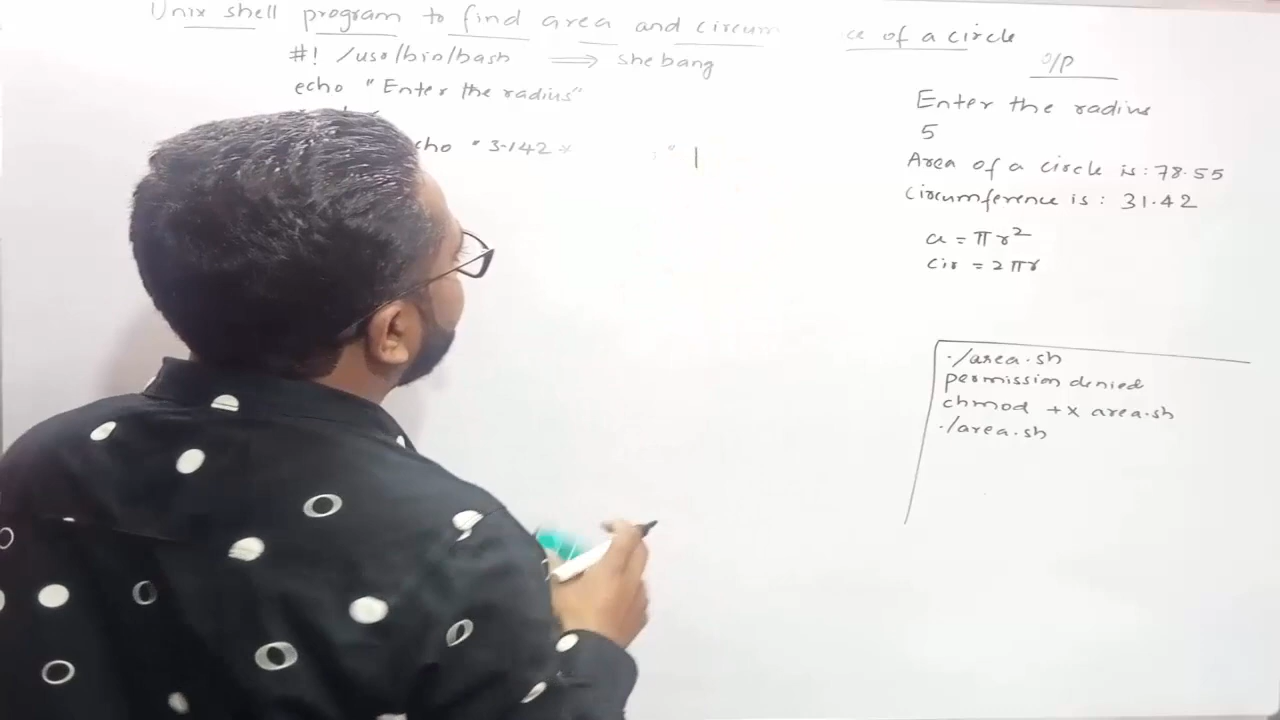 Unix shell program to find area and circum ce of a circle
#! /usr/bin/bash ⟹ shebang
echo "Enter the radius"
cho "3.142 * " |
O/P
Enter the radius
5
Area of a circle is : 78.55
Circumference is : 31.42
a = πr²
cir = 2πr
./area.sh
permission denied
chmod +x area.sh
./area.sh